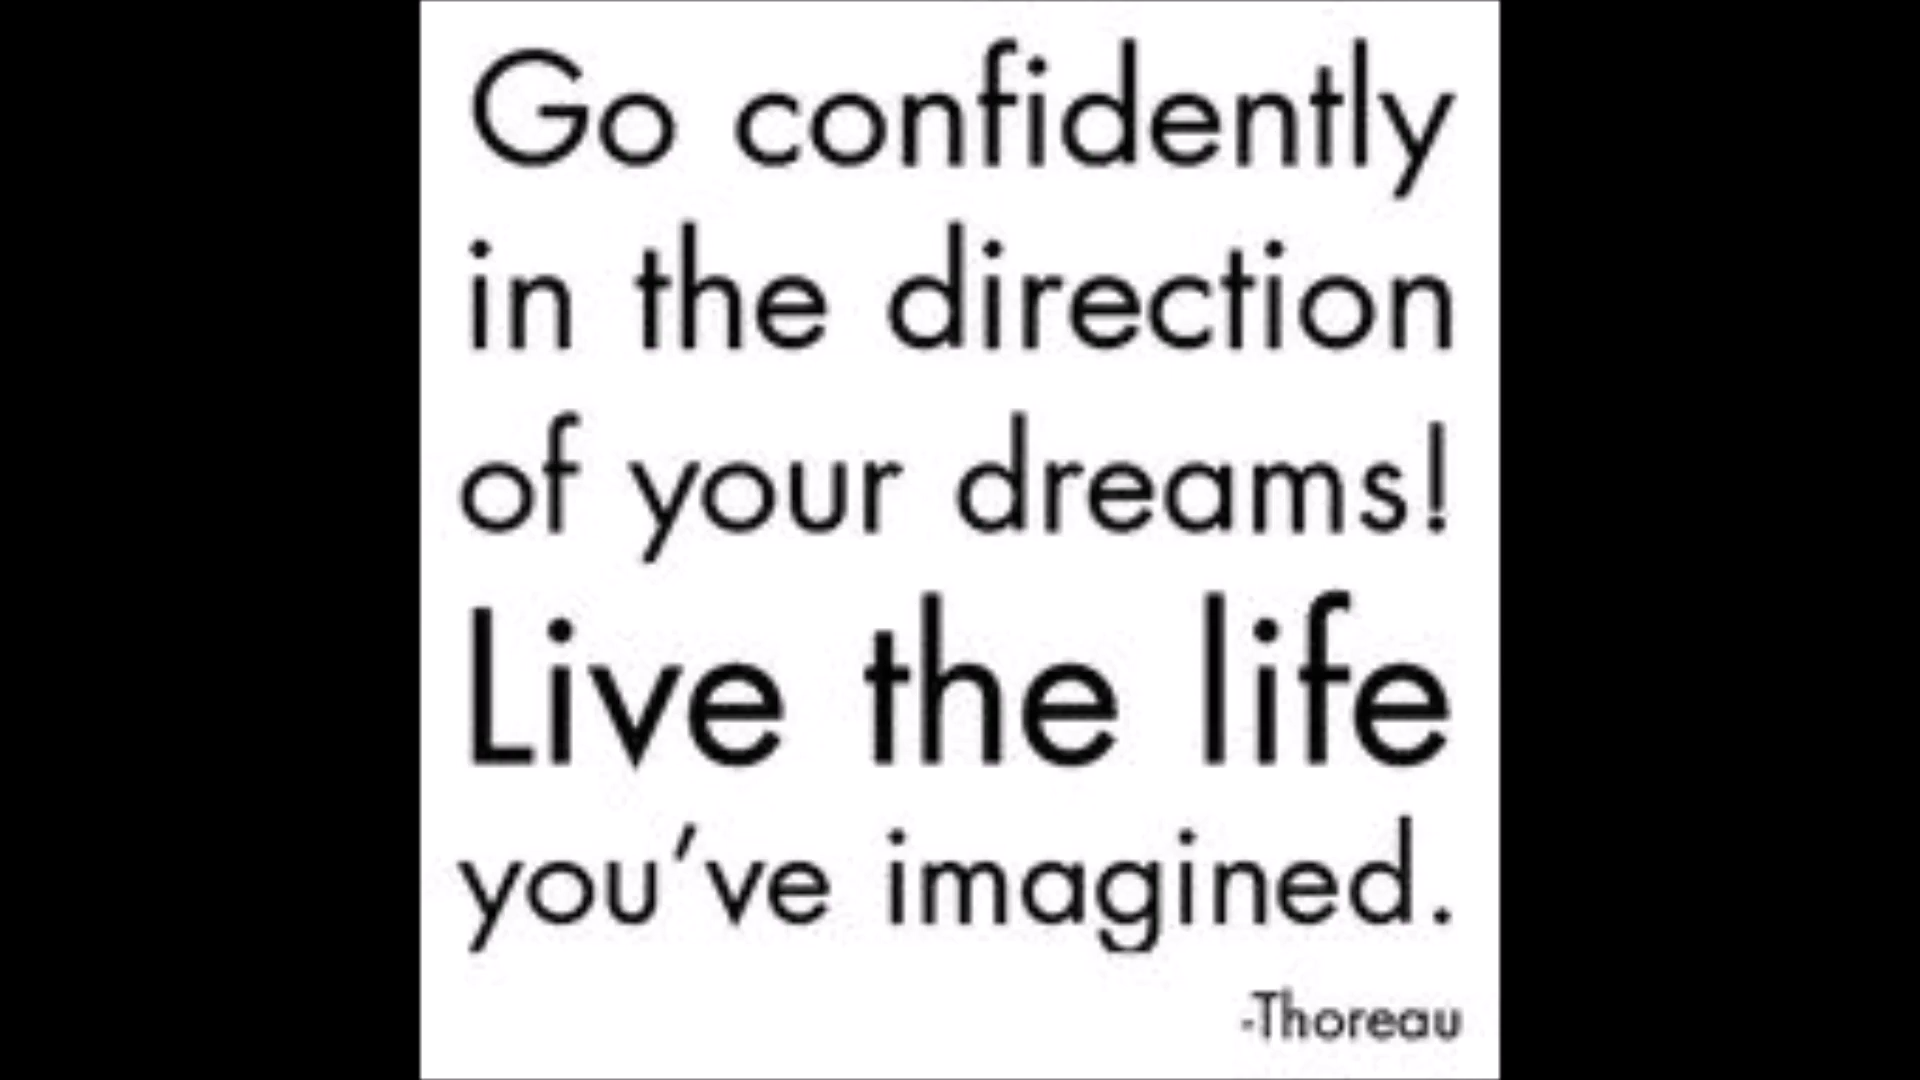 Go confidently
in the direction
of your dreams!
Live the life
you've imagined.
-Thoreau